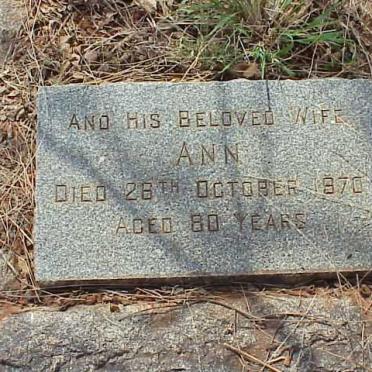 AND HIS BELOVED WIFE
ANN
DIED 28TH OCTOBER 1970
AGED 80 YEARS